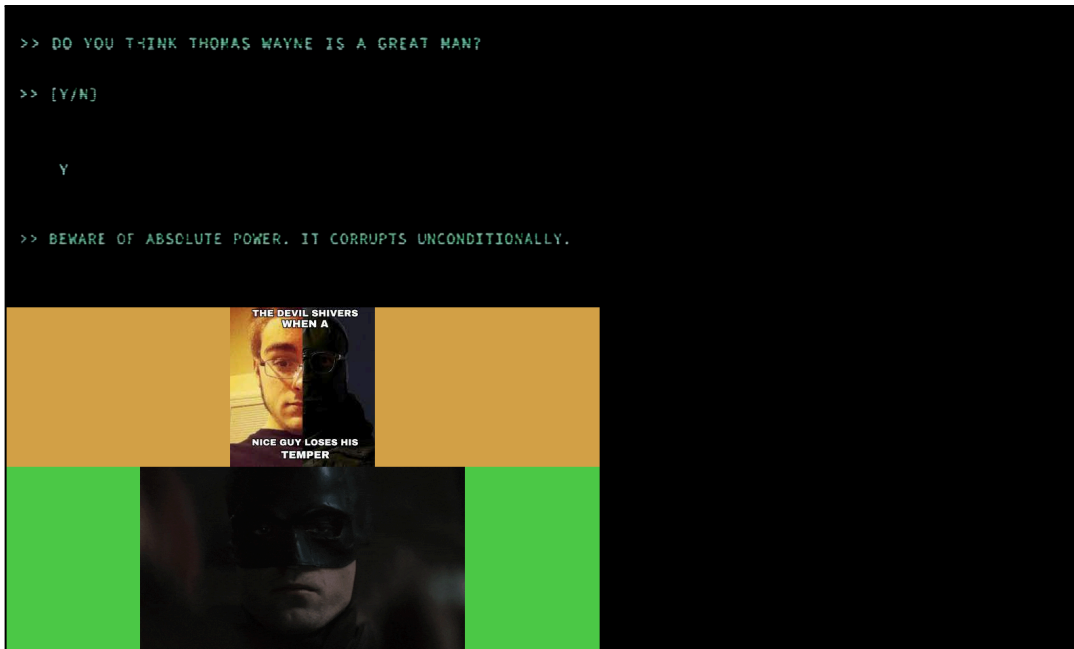 >> DO YOU THINK THOMAS WAYNE IS A GREAT MAN?
>> [Y/N]
Y
>> BEWARE OF ABSOLUTE POWER. IT CORRUPTS UNCONDITIONALLY.
THE DEVIL SHIVERS
WHEN A
NICE GUY LOSES HIS
TEMPER